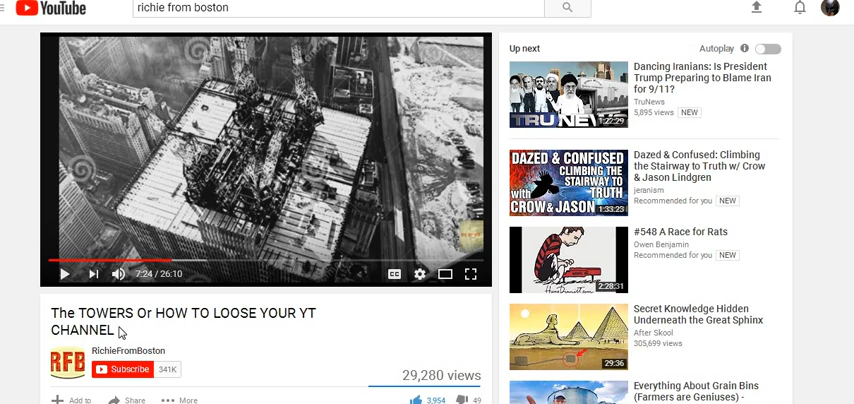 YouTube
richie from boston
7:24 / 26:10
CC
The TOWERS Or HOW TO LOOSE YOUR YT
CHANNEL
RFB
RichieFromBoston
Subscribe
341K
29,280 views
Add to
Share
More
3,954
49
Up next
Autoplay
TRUNEWS
1:22:29
Dancing Iranians: Is President
Trump Preparing to Blame Iran
for 9/11?
TruNews
5,895 views
NEW
DAZED & CONFUSED
CLIMBING
THE STAIRWAY
TO TRUTH
with
CROW & JASON
1:33:23
Dazed & Confused: Climbing
the Stairway to Truth w/ Crow
& Jason Lindgren
jeranism
Recommended for you
NEW
2:28:31
#548 A Race for Rats
Owen Benjamin
Recommended for you
NEW
29:36
Secret Knowledge Hidden
Underneath the Great Sphinx
After Skool
305,699 views
Everything About Grain Bins
(Farmers are Geniuses) -